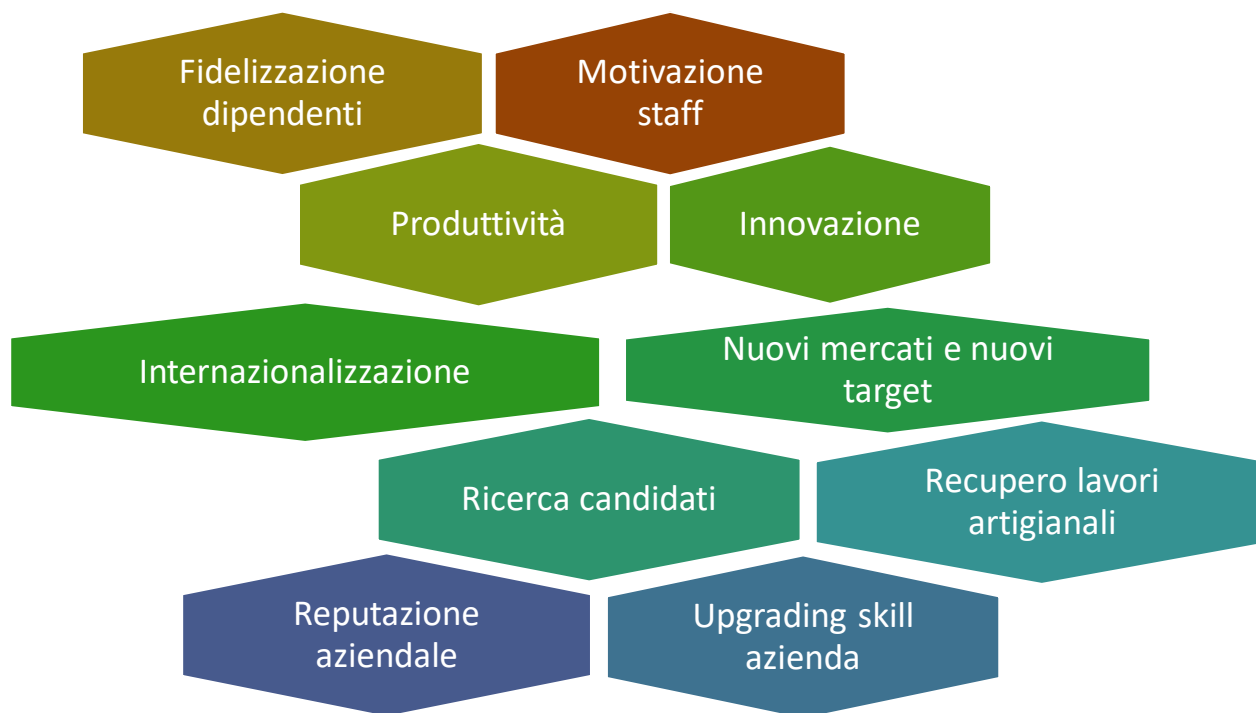 Fidelizzazione
dipendenti
Motivazione
staff
Produttività
Innovazione
Internazionalizzazione
Nuovi mercati e nuovi
target
Ricerca candidati
Recupero lavori
artigianali
Reputazione
aziendale
Upgrading skill
azienda